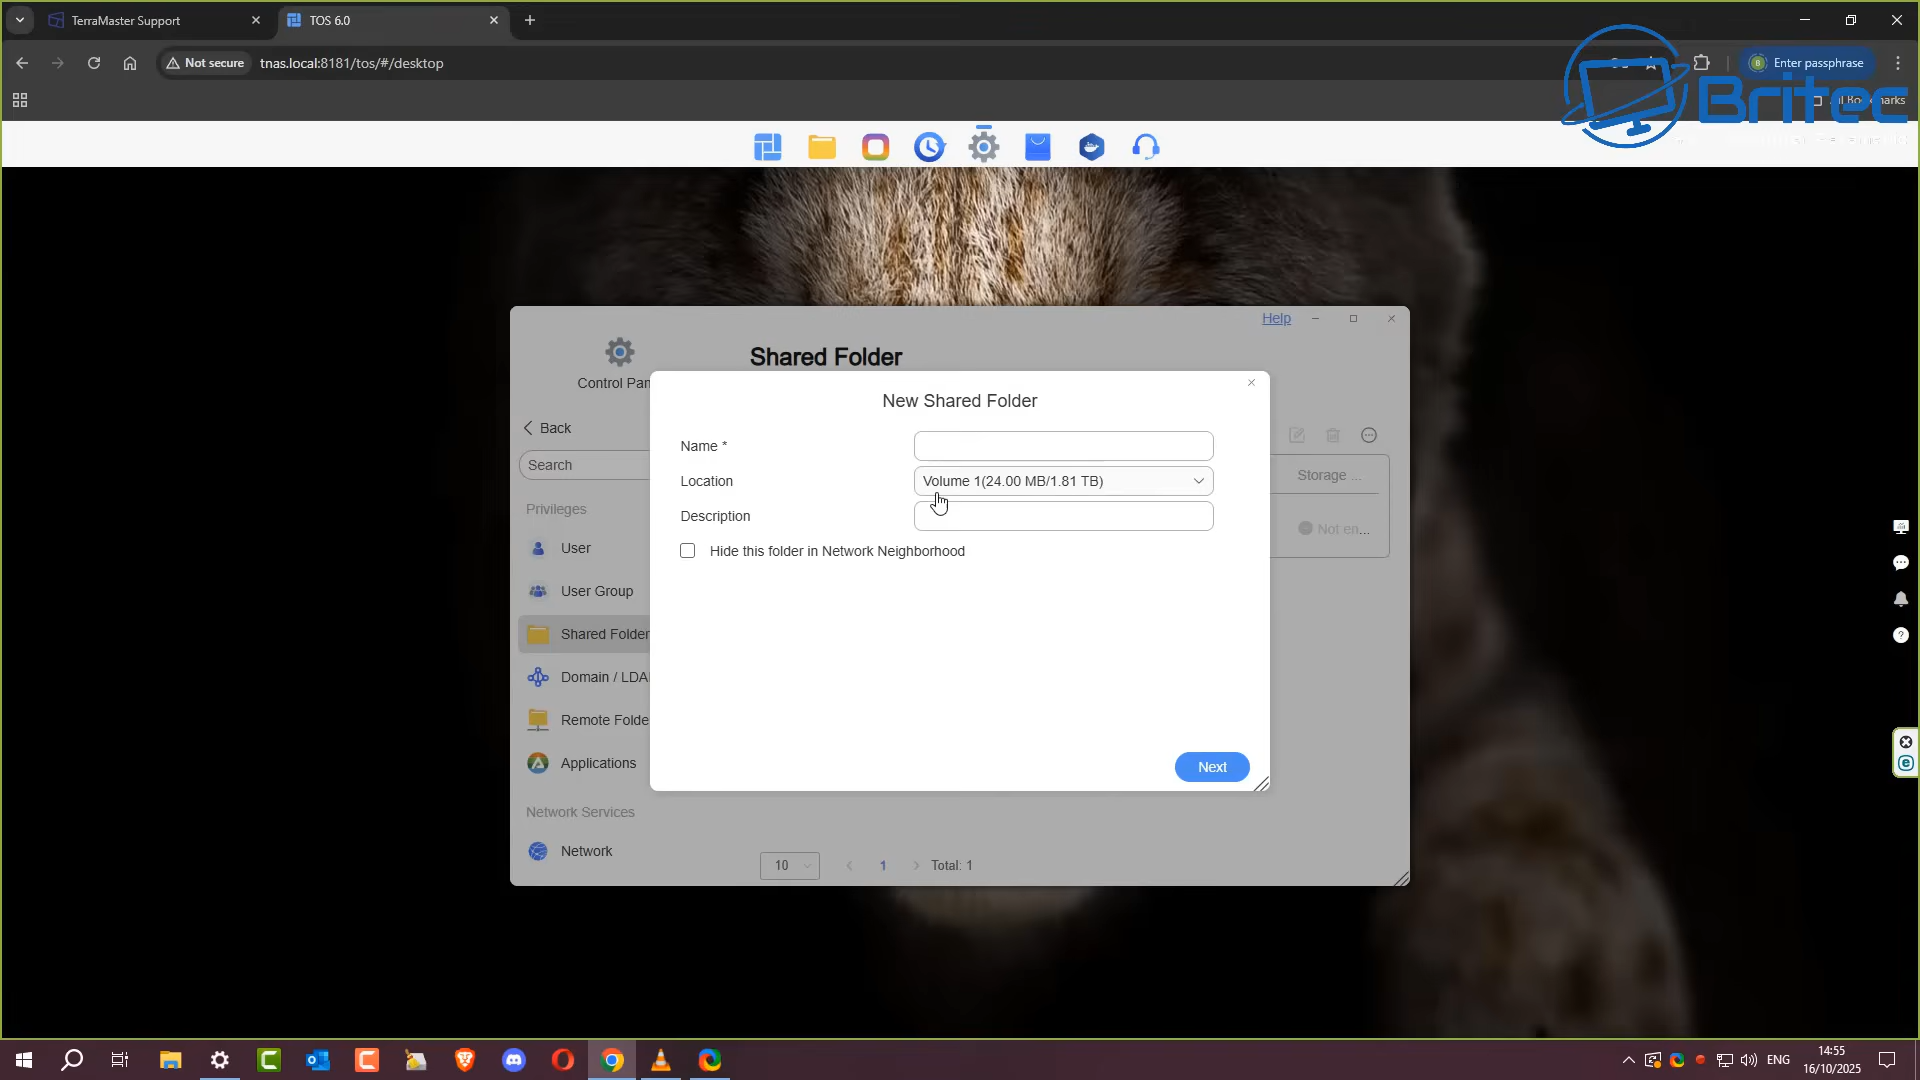 TerraMaster Support
TOS 6.0
Not secure
tnas.local:8181/tos/#/desktop
Enter passphrase
Britec
Help
Control Pan
Shared Folder
New Shared Folder
Name *
Location
Volume 1(24.00 MB/1.81 TB)
Description
Hide this folder in Network Neighborhood
Next
Back
Search
Privileges
User
User Group
Shared Folder
Domain / LDA
Remote Folde
Applications
Network Services
Network
Storage ...
Not en...
10
1
Total: 1
ENG
14:55
16/10/2025